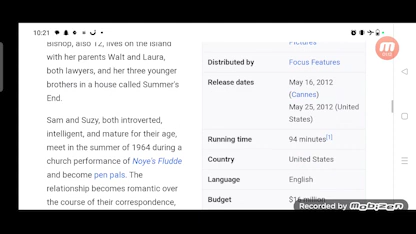 10:21
Bishop, also 12, lives on the island
with her parents Walt and Laura,
both lawyers, and her three younger
brothers in a house called Summer's
End.
Sam and Suzy, both introverted,
intelligent, and mature for their age,
meet in the summer of 1964 during a
church performance of Noye's Fludde
and become pen pals. The
relationship becomes romantic over
the course of their correspondence,
Pictures
Distributed by Focus Features
Release dates May 16, 2012
(Cannes)
May 25, 2012 (United
States)
Running time 94 minutes[1]
Country United States
Language English
Budget
Recorded by Mobizen